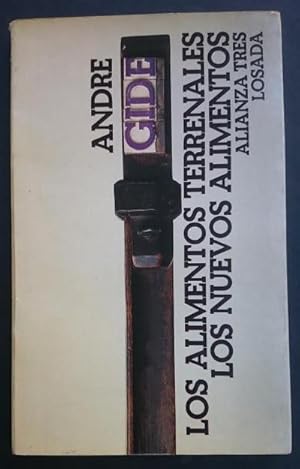 ANDRE
GIDE
LOS ALIMENTOS TERRENALES
LOS NUEVOS ALIMENTOS
ALIANZA TRES
LOSADA